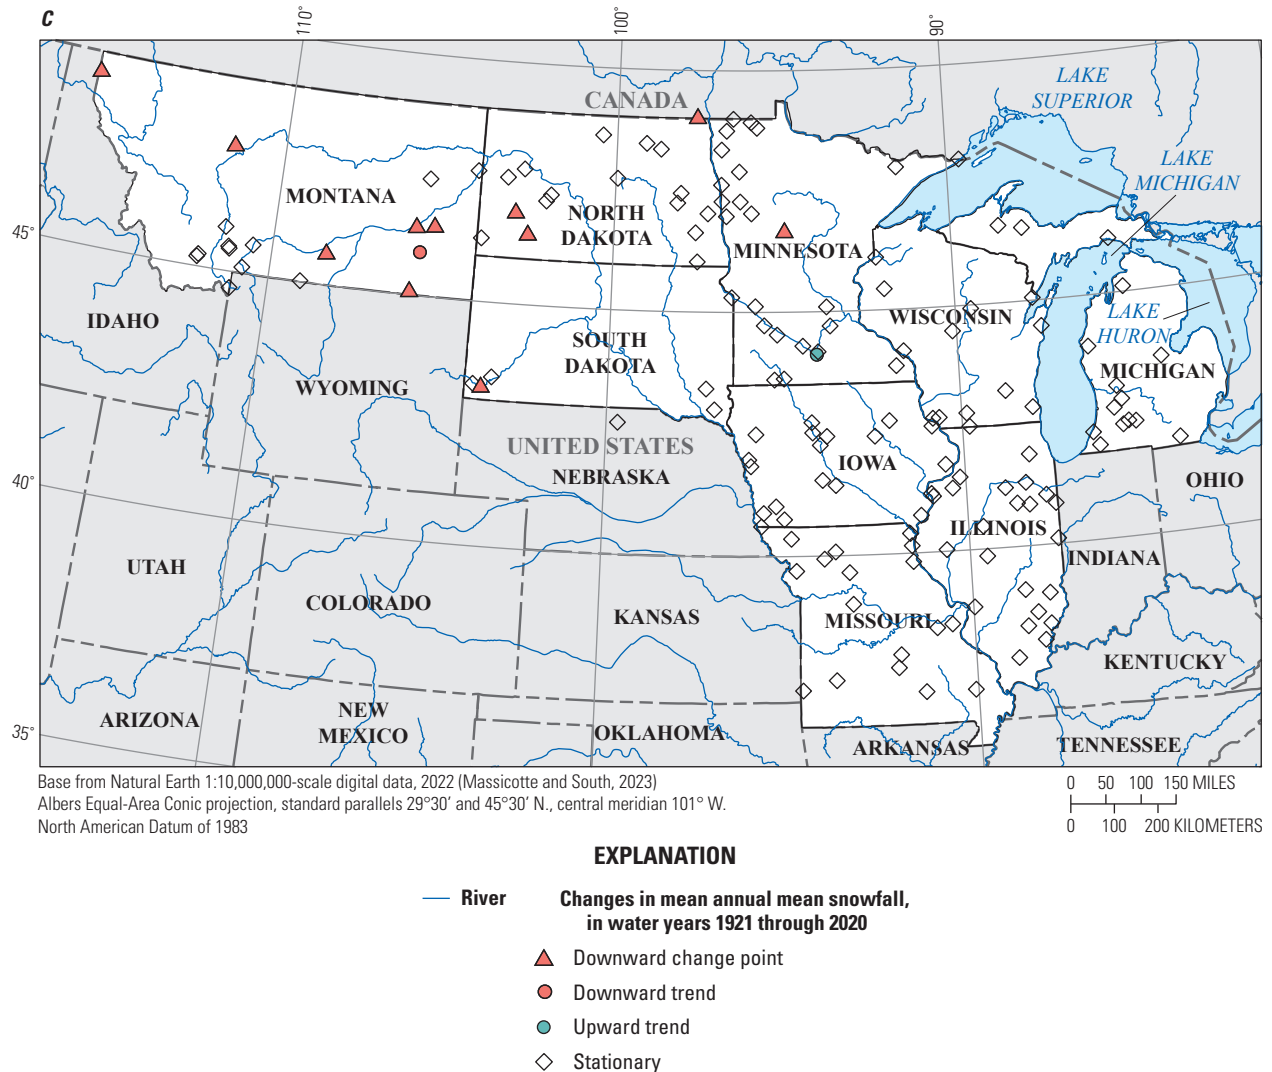 C
110°
100°
90°
CANADA
LAKE
SUPERIOR
LAKE
MICHIGAN
MONTANA
NORTH
DAKOTA
MINNESOTA
45°
IDAHO
WISCONSIN
LAKE
HURON
SOUTH
DAKOTA
MICHIGAN
WYOMING
UNITED STATES
NEBRASKA
IOWA
OHIO
40°
ILLINOIS
INDIANA
UTAH
COLORADO
KANSAS
MISSOURI
KENTUCKY
ARIZONA
NEW
MEXICO
OKLAHOMA
ARKANSAS
TENNESSEE
35°
Base from Natural Earth 1:10,000,000-scale digital data, 2022 (Massicotte and South, 2023)
Albers Equal-Area Conic projection, standard parallels 29°30′ and 45°30′ N., central meridian 101° W.
North American Datum of 1983
0 50 100 150 MILES
0 100 200 KILOMETERS
EXPLANATION
River
Changes in mean annual mean snowfall,
in water years 1921 through 2020
Downward change point
Downward trend
Upward trend
Stationary